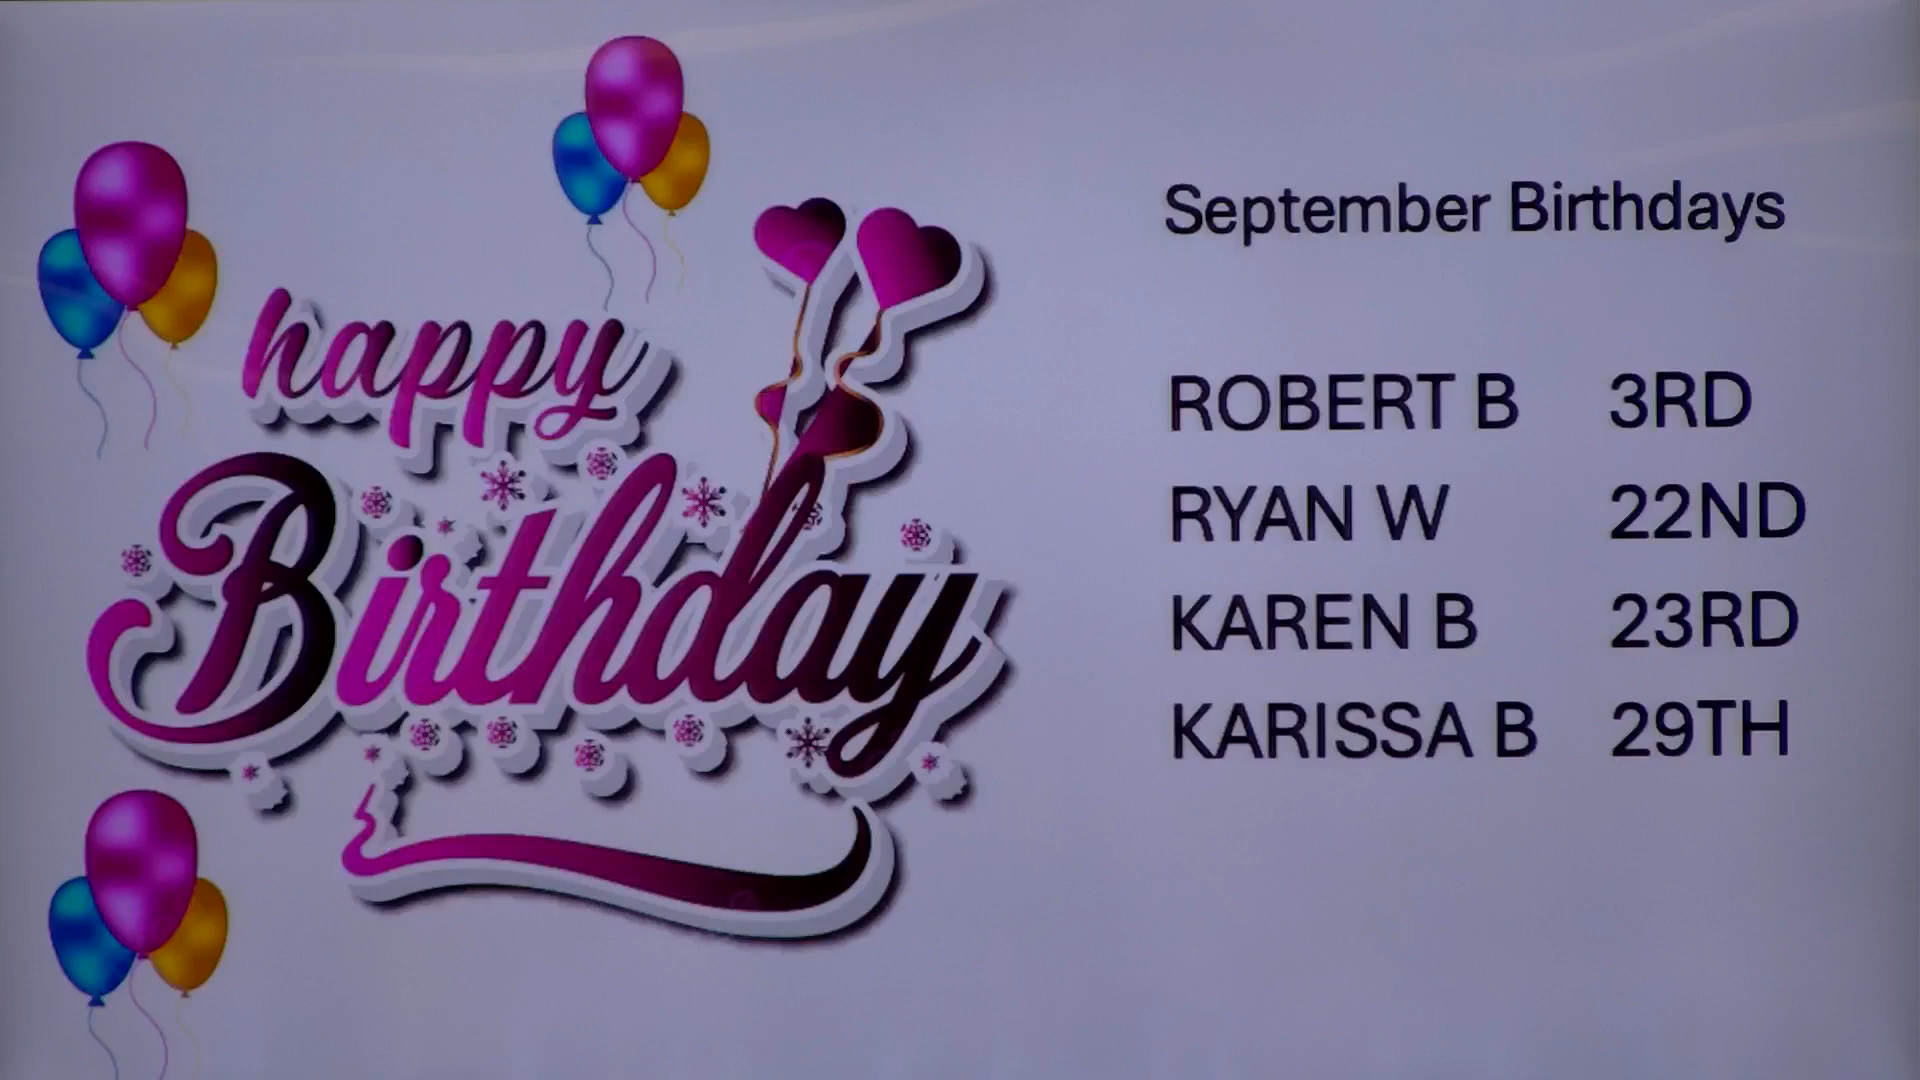 happy
Birthday
September Birthdays
ROBERT B 3RD
RYAN W 22ND
KAREN B 23RD
KARISSA B 29TH